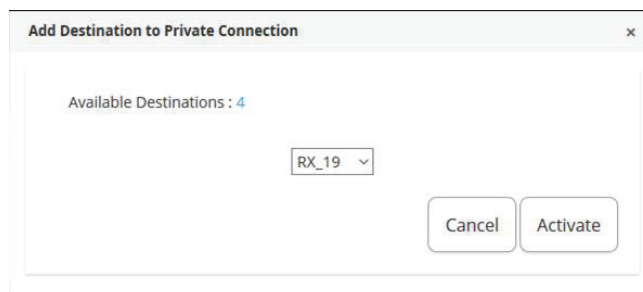 Add Destination to Private Connection ×
Available Destinations : 4
RX_19
Cancel Activate